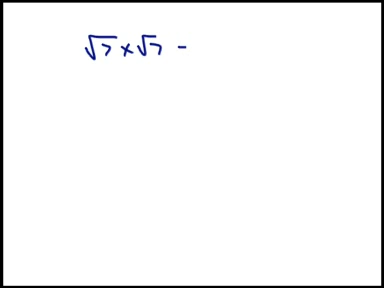 √7 × √7 =